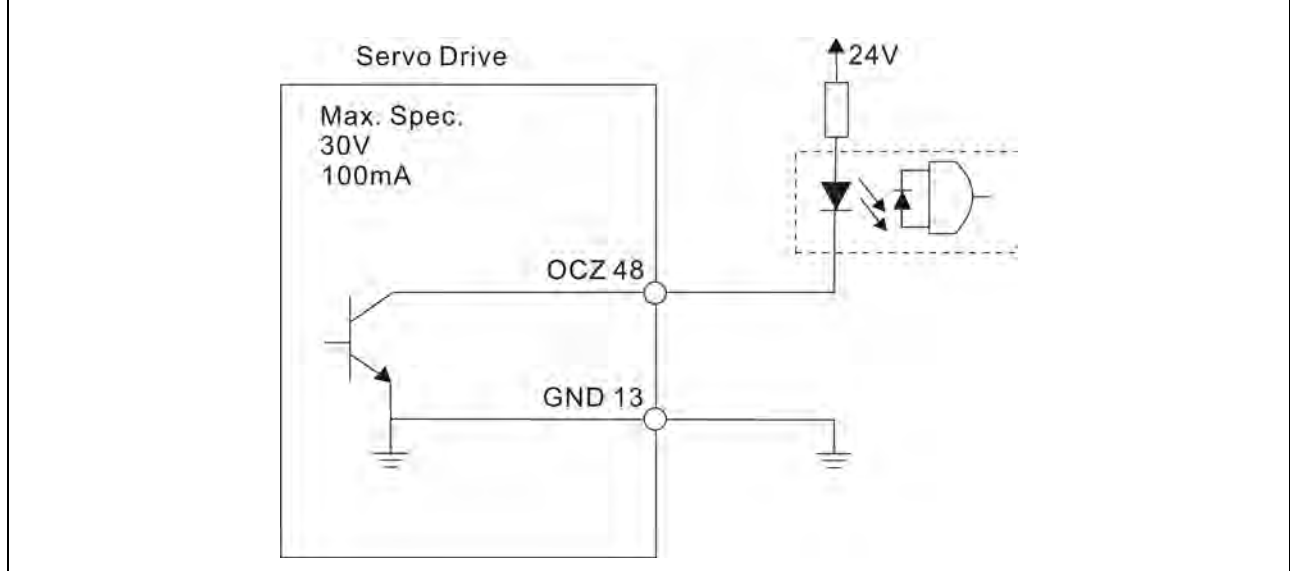 Servo Drive
24V
Max. Spec.
30V
100mA
OCZ 48
GND 13